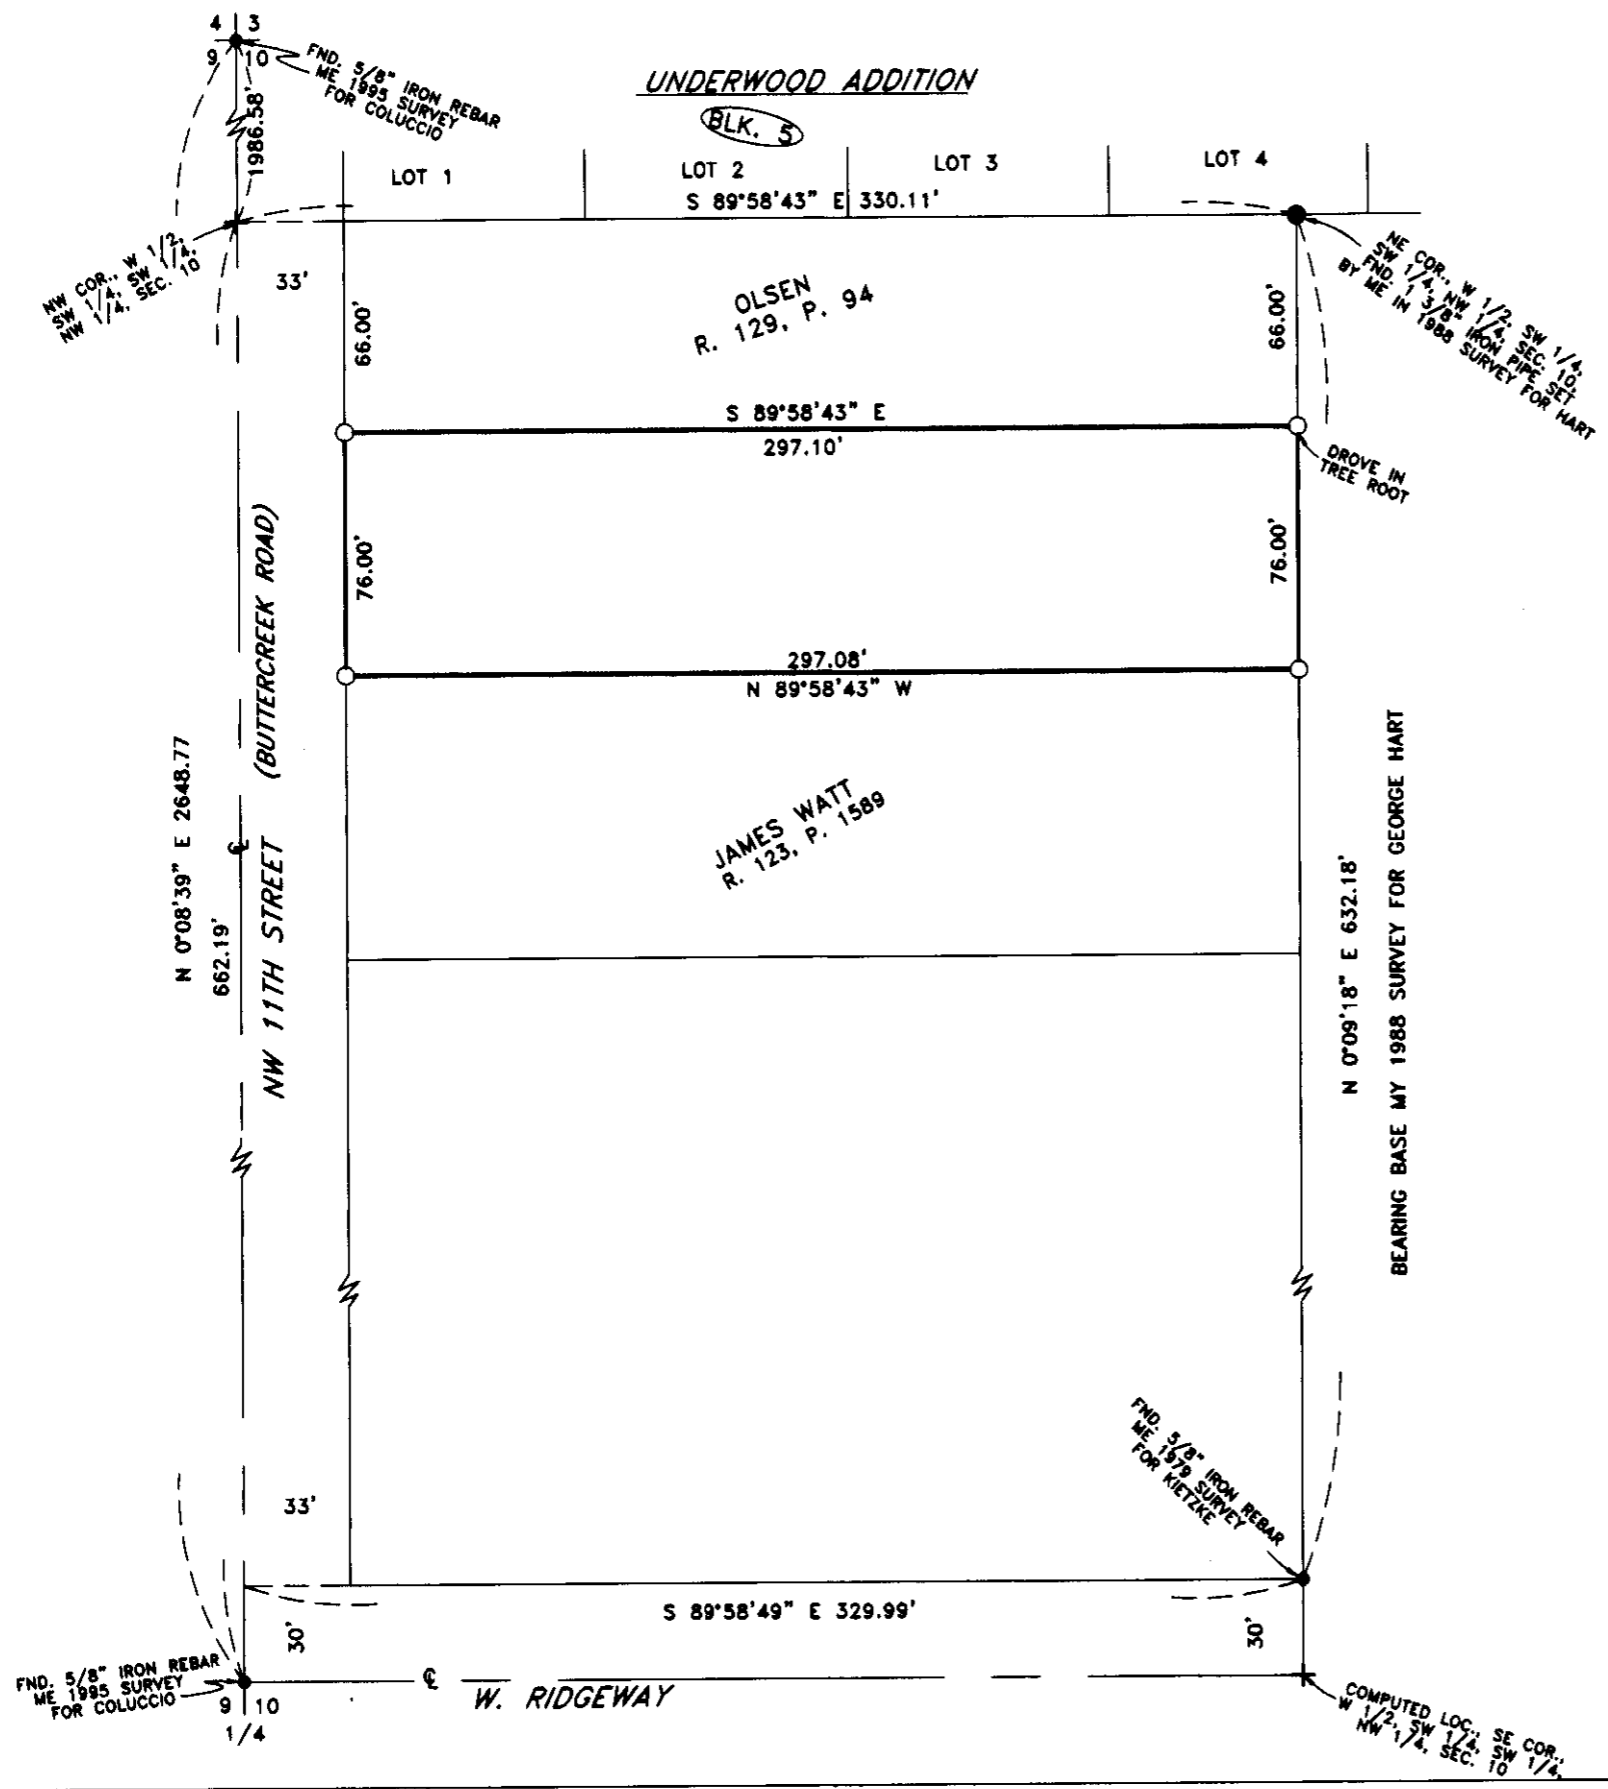 4 3
9 10
FND. 5/8" IRON REBAR
ME 1995 SURVEY
FOR COLUCCIO
1986.58'
UNDERWOOD ADDITION
BLK. 5
LOT 1
LOT 2
LOT 3
LOT 4
S 89°58'43" E 330.11'
NW COR., W 1/2,
SW 1/4, SW 1/4,
NW 1/4, SEC. 10
33'
66.00'
OLSEN
R. 129, P. 94
66.00'
NE COR., W 1/2, SW 1/4,
SW 1/4, NW 1/4, SEC. 10,
FND. 1 3/8" IRON PIPE SET
BY ME IN 1988 SURVEY FOR HART
S 89°58'43" E
297.10'
DROVE IN
TREE ROOT
76.00'
76.00'
297.08'
N 89°58'43" W
NW 11TH STREET (BUTTERCREEK ROAD)
N 0°08'39" E 2648.77
662.19'
℄
JAMES WATT
R. 123, P. 1589
N 0°09'18" E 632.18'
BEARING BASE MY 1988 SURVEY FOR GEORGE HART
33'
FND. 5/8" IRON REBAR
ME 1979 SURVEY
FOR KIETZKE
S 89°58'49" E 329.99'
30'
30'
FND. 5/8" IRON REBAR
ME 1995 SURVEY
FOR COLUCCIO
9 10
1/4
℄
W. RIDGEWAY
COMPUTED LOC., SE COR.,
W 1/2, SW 1/4, SW 1/4,
NW 1/4, SEC. 10